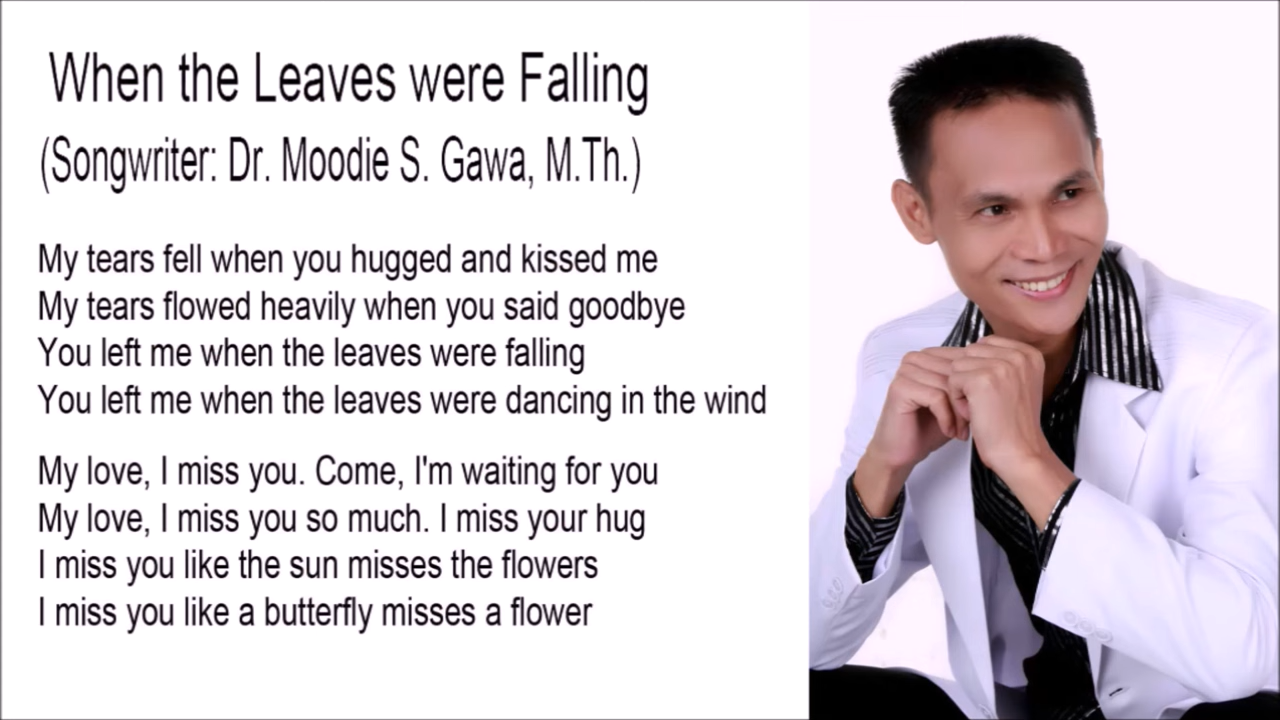 When the Leaves were Falling
(Songwriter: Dr. Moodie S. Gawa, M.Th.)
My tears fell when you hugged and kissed me
My tears flowed heavily when you said goodbye
You left me when the leaves were falling
You left me when the leaves were dancing in the wind
My love, I miss you. Come, I'm waiting for you
My love, I miss you so much. I miss your hug
I miss you like the sun misses the flowers
I miss you like a butterfly misses a flower